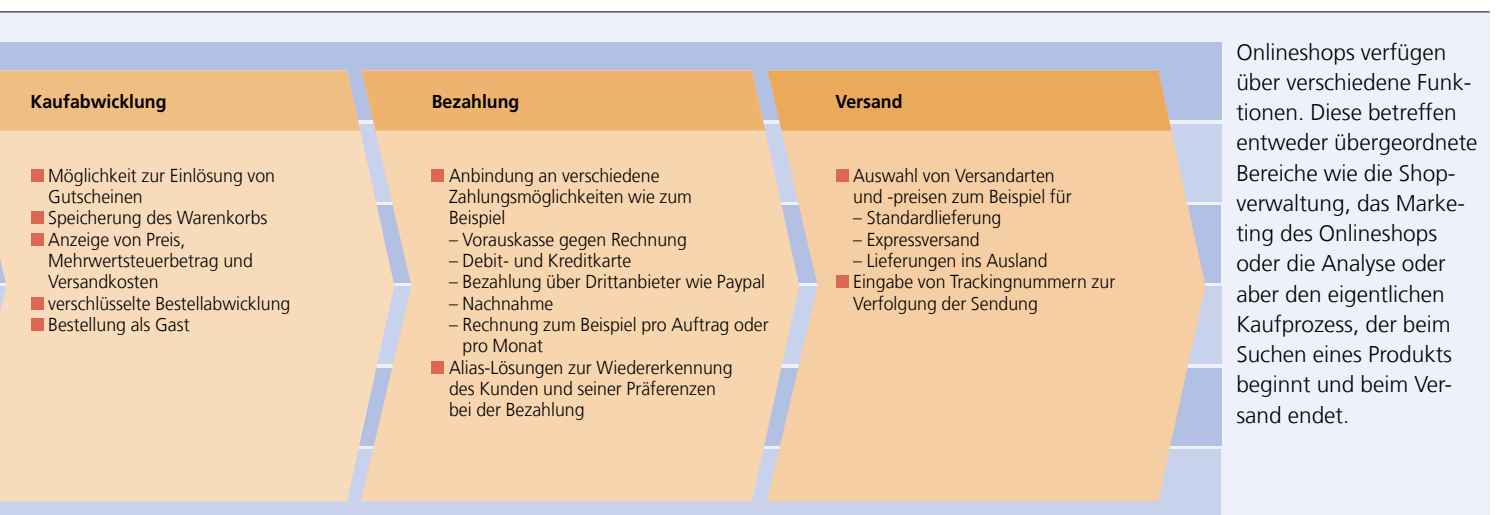 Kaufabwicklung
Möglichkeit zur Einlösung von
Gutscheinen
Speicherung des Warenkorbs
Anzeige von Preis,
Mehrwertsteuerbetrag und
Versandkosten
verschlüsselte Bestellabwicklung
Bestellung als Gast
Bezahlung
Anbindung an verschiedene
Zahlungsmöglichkeiten wie zum
Beispiel
– Vorauskasse gegen Rechnung
– Debit- und Kreditkarte
– Bezahlung über Drittanbieter wie Paypal
– Nachnahme
– Rechnung zum Beispiel pro Auftrag oder
pro Monat
Alias-Lösungen zur Wiedererkennung
des Kunden und seiner Präferenzen
bei der Bezahlung
Versand
Auswahl von Versandarten
und -preisen zum Beispiel für
– Standardlieferung
– Expressversand
– Lieferungen ins Ausland
Eingabe von Trackingnummern zur
Verfolgung der Sendung
Onlineshops verfügen
über verschiedene Funk-
tionen. Diese betreffen
entweder übergeordnete
Bereiche wie die Shop-
verwaltung, das Marke-
ting des Onlineshops
oder die Analyse oder
aber den eigentlichen
Kaufprozess, der beim
Suchen eines Produkts
beginnt und beim Ver-
sand endet.